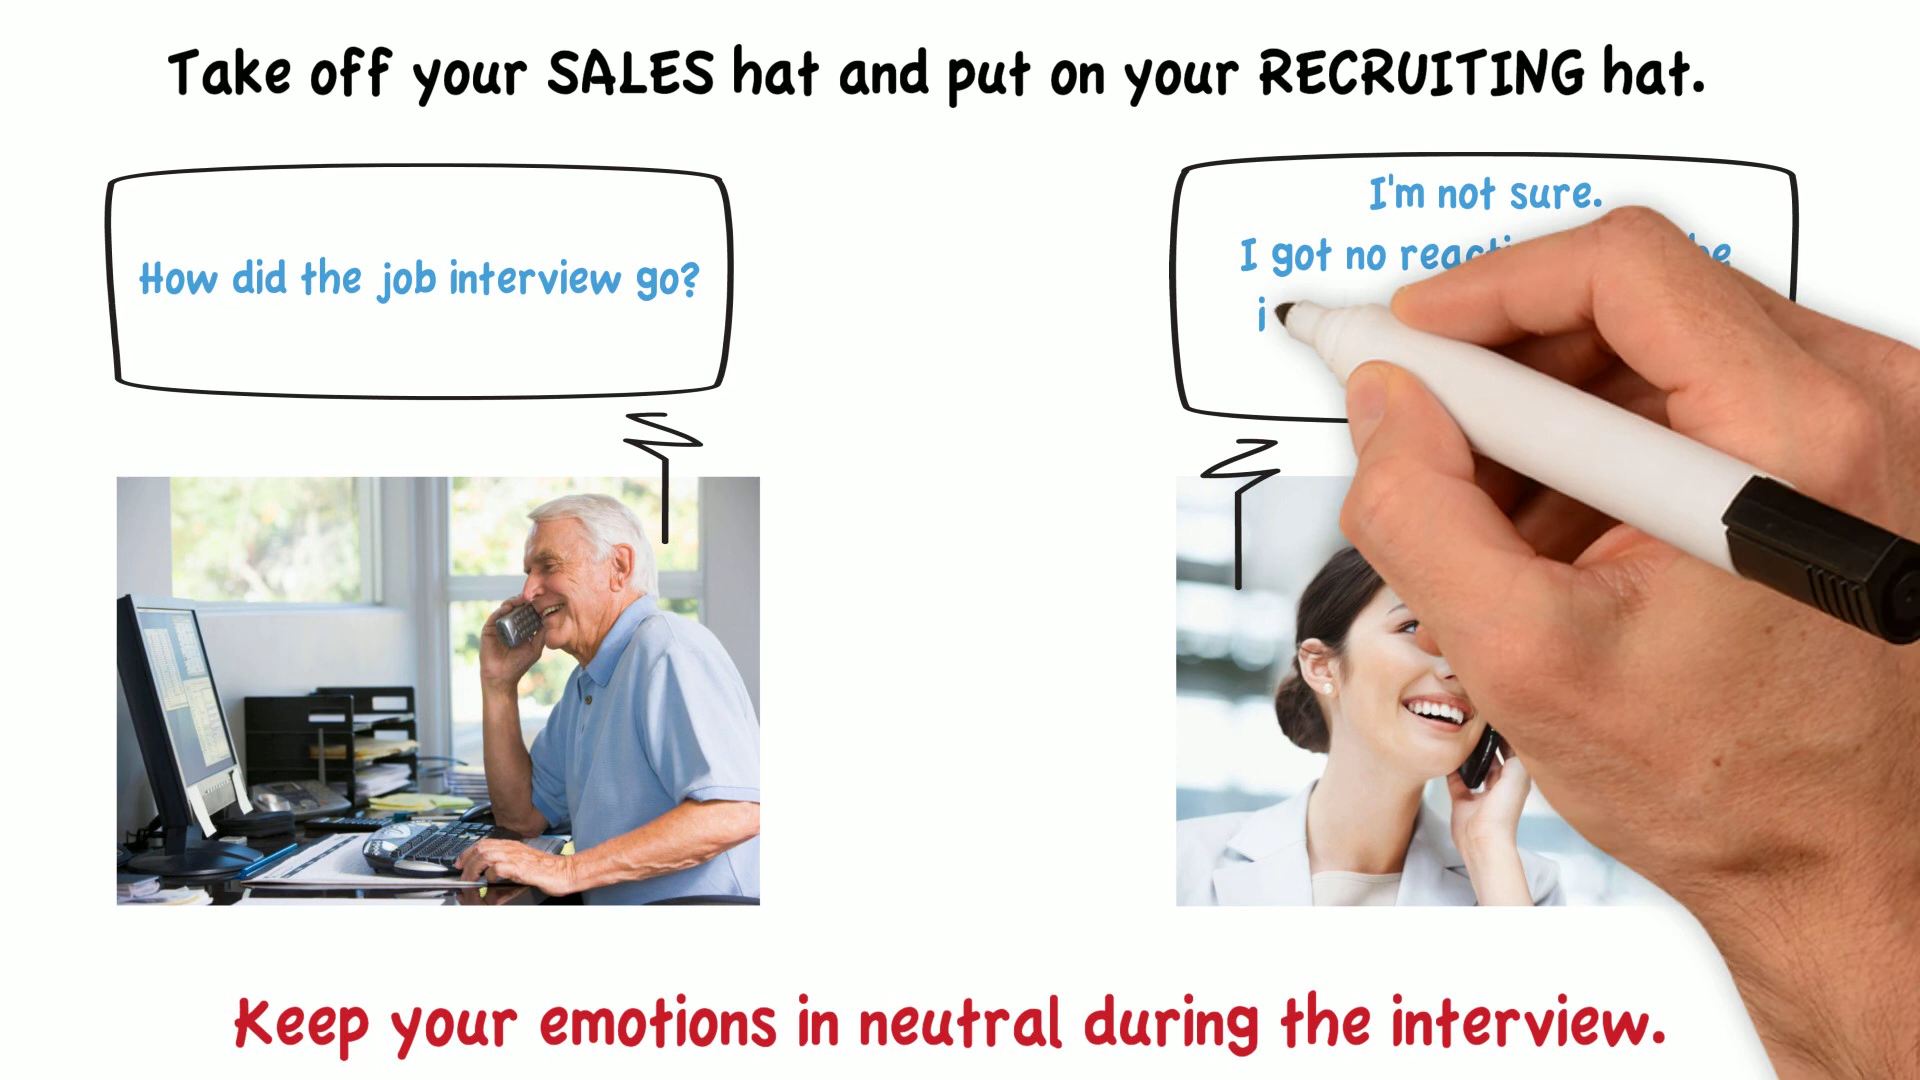 Take off your SALES hat and put on your RECRUITING hat.
How did the job interview go?
I'm not sure.
I got no
i
Keep your emotions in neutral during the interview.